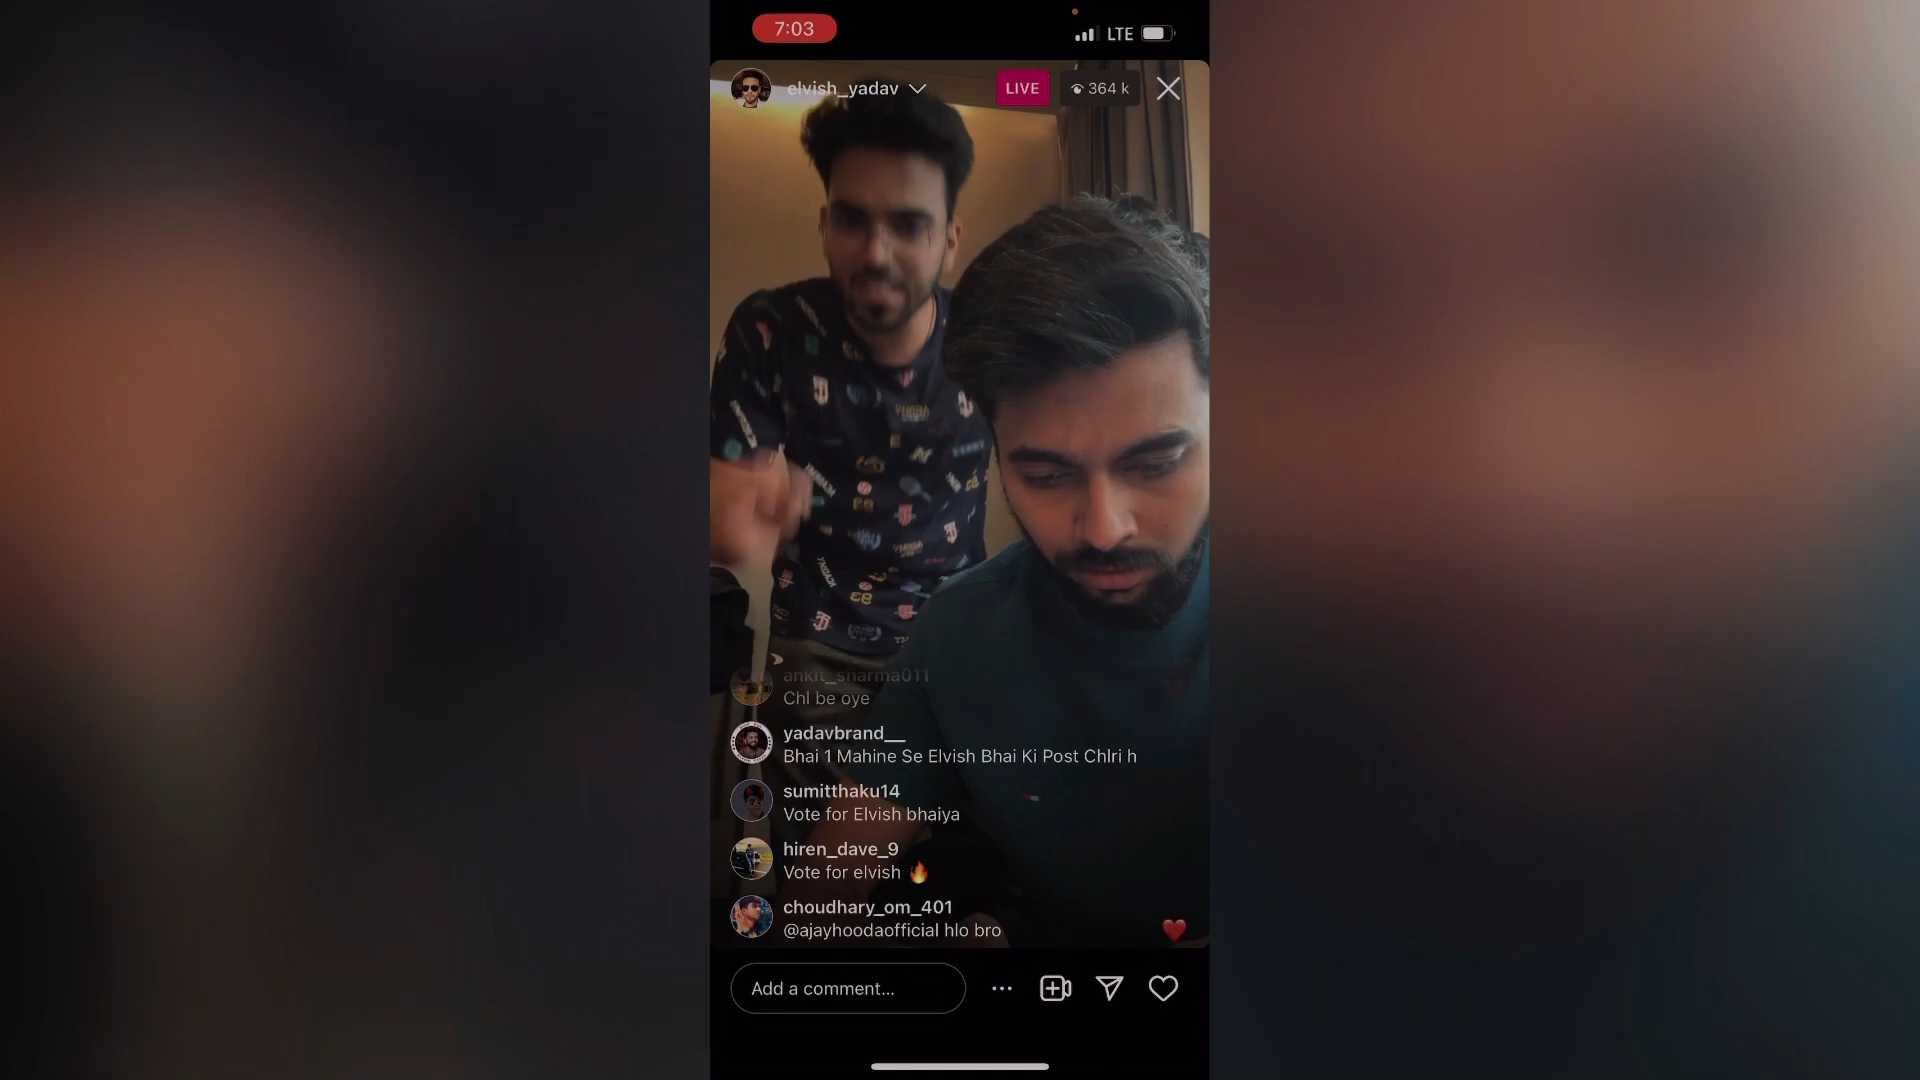 7:03
LTE
elvish_yadav
LIVE
364 k
ankit_sharma011
Chl be oye
yadavbrand__
Bhai 1 Mahine Se Elvish Bhai Ki Post Chlri h
sumitthaku14
Vote for Elvish bhaiya
hiren_dave_9
Vote for elvish 🔥
choudhary_om_401
@ajayhoodaofficial hlo bro
Add a comment...